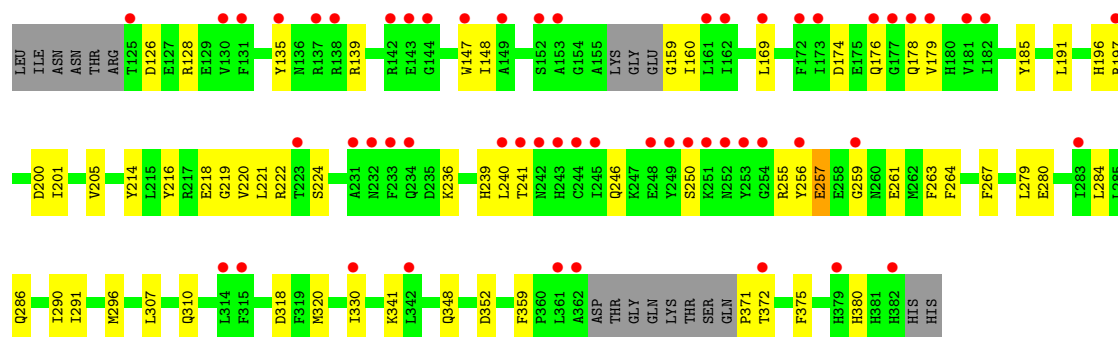 LEU ILE ASN ASN THR ARG T125 D126 E127 R128 E129 V130 F131 Y135 N136 R137 R138 R139 R142 E143 G144 W147 I148 A149 S152 A153 G154 A155 LYS GLY GLU G159 I160 L161 I162 L169 F172 I173 D174 E175 Q176 G177 Q178 V179 H180 V181 I182 Y185 L191 H196
D200 I201 V205 Y214 L215 Y216 R217 E218 G219 V220 L221 R222 T223 S224 A231 N232 F233 Q234 D235 K236 H239 L240 T241 N242 H243 C244 I245 Q246 K247 E248 Y249 S250 K251 N252 Y253 G254 R255 Y256 E257 E258 G259 N260 E261 M262 F263 F264 F267 L279 E280 I283 L284
Q286 I290 I291 M296 L307 Q310 L314 F315 D318 F319 M320 I330 K341 L342 Q348 D352 F359 P360 L361 A362 ASP THR GLY GLN LYS THR SER GLN P371 T372 F375 H379 H380 H381 H382 HIS HIS